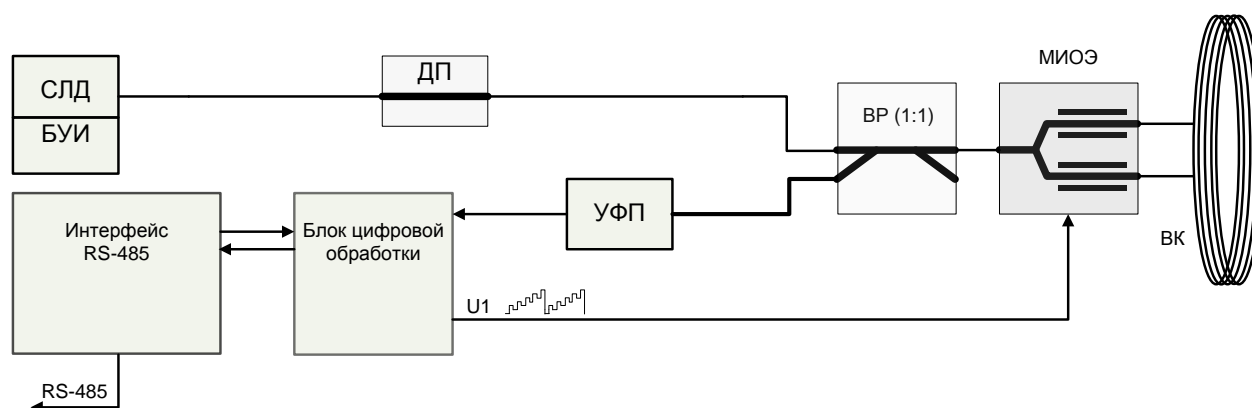 СЛД
БУИ
ДП
ВР (1:1)
МИОЭ
ВК
УФП
Интерфейс
RS-485
Блок цифровой
обработки
U1
RS-485